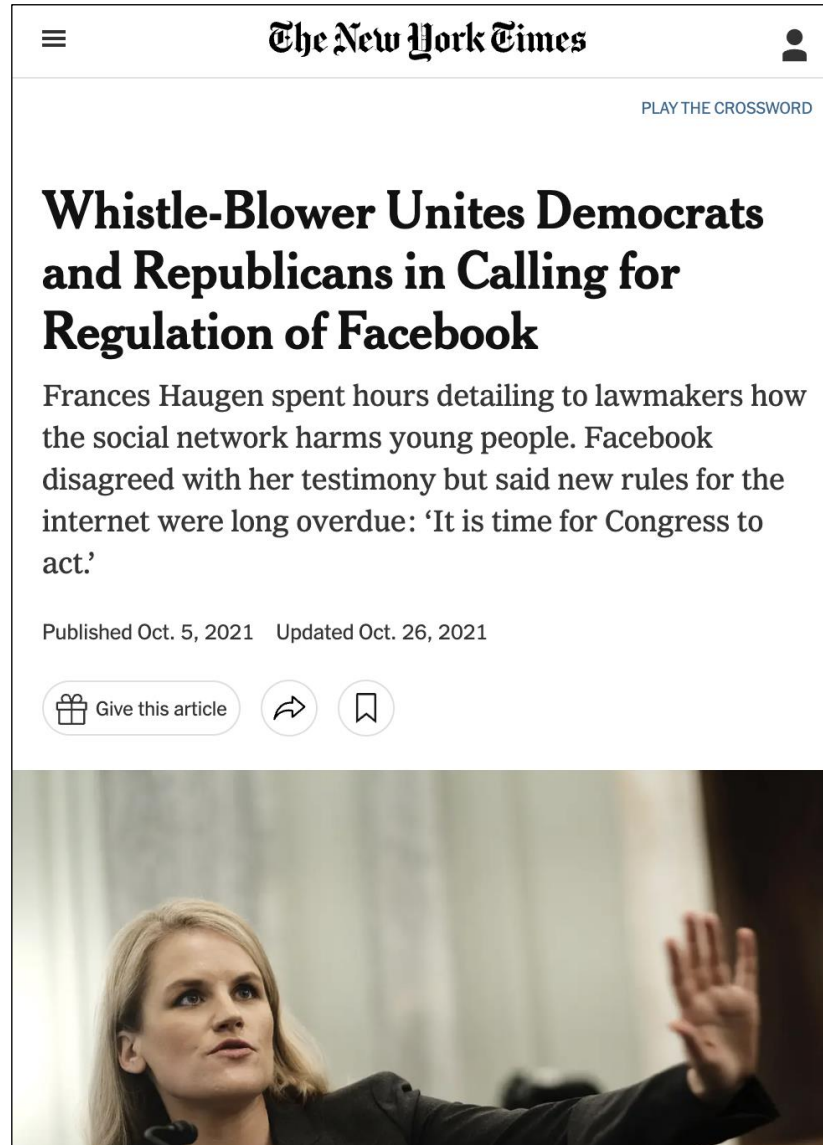 The New York Times
PLAY THE CROSSWORD
Whistle-Blower Unites Democrats
and Republicans in Calling for
Regulation of Facebook
Frances Haugen spent hours detailing to lawmakers how
the social network harms young people. Facebook
disagreed with her testimony but said new rules for the
internet were long overdue: ‘It is time for Congress to
act.’
Published Oct. 5, 2021 Updated Oct. 26, 2021
Give this article